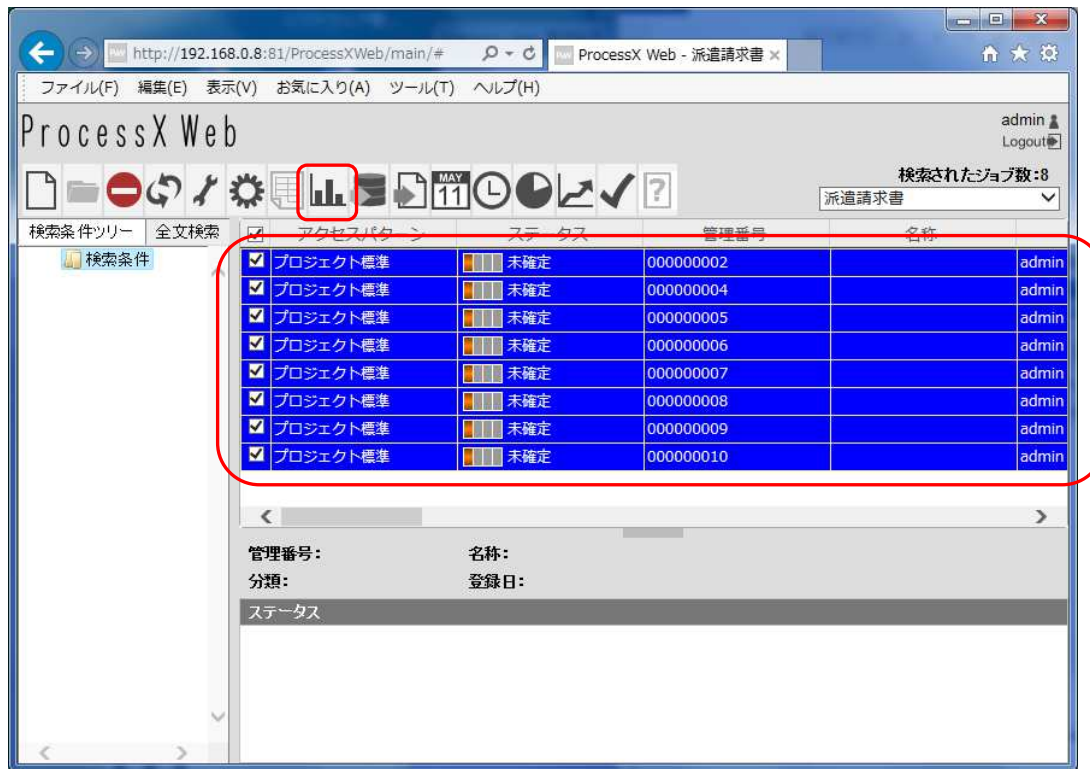 http://192.168.0.8:81/ProcessXWeb/main/#
ProcessX Web - 派遣請求書
ファイル(F) 編集(E) 表示(V) お気に入り(A) ツール(T) ヘルプ(H)
ProcessX Web
admin
Logout
MAY
11
?
検索されたジョブ数:8
派遣請求書
検索条件ツリー 全文検索
検索条件
アクセスパターン ステータス 管理番号 名称
プロジェクト標準 未確定 000000002 admin
プロジェクト標準 未確定 000000004 admin
プロジェクト標準 未確定 000000005 admin
プロジェクト標準 未確定 000000006 admin
プロジェクト標準 未確定 000000007 admin
プロジェクト標準 未確定 000000008 admin
プロジェクト標準 未確定 000000009 admin
プロジェクト標準 未確定 000000010 admin
管理番号: 名称:
分類: 登録日:
ステータス